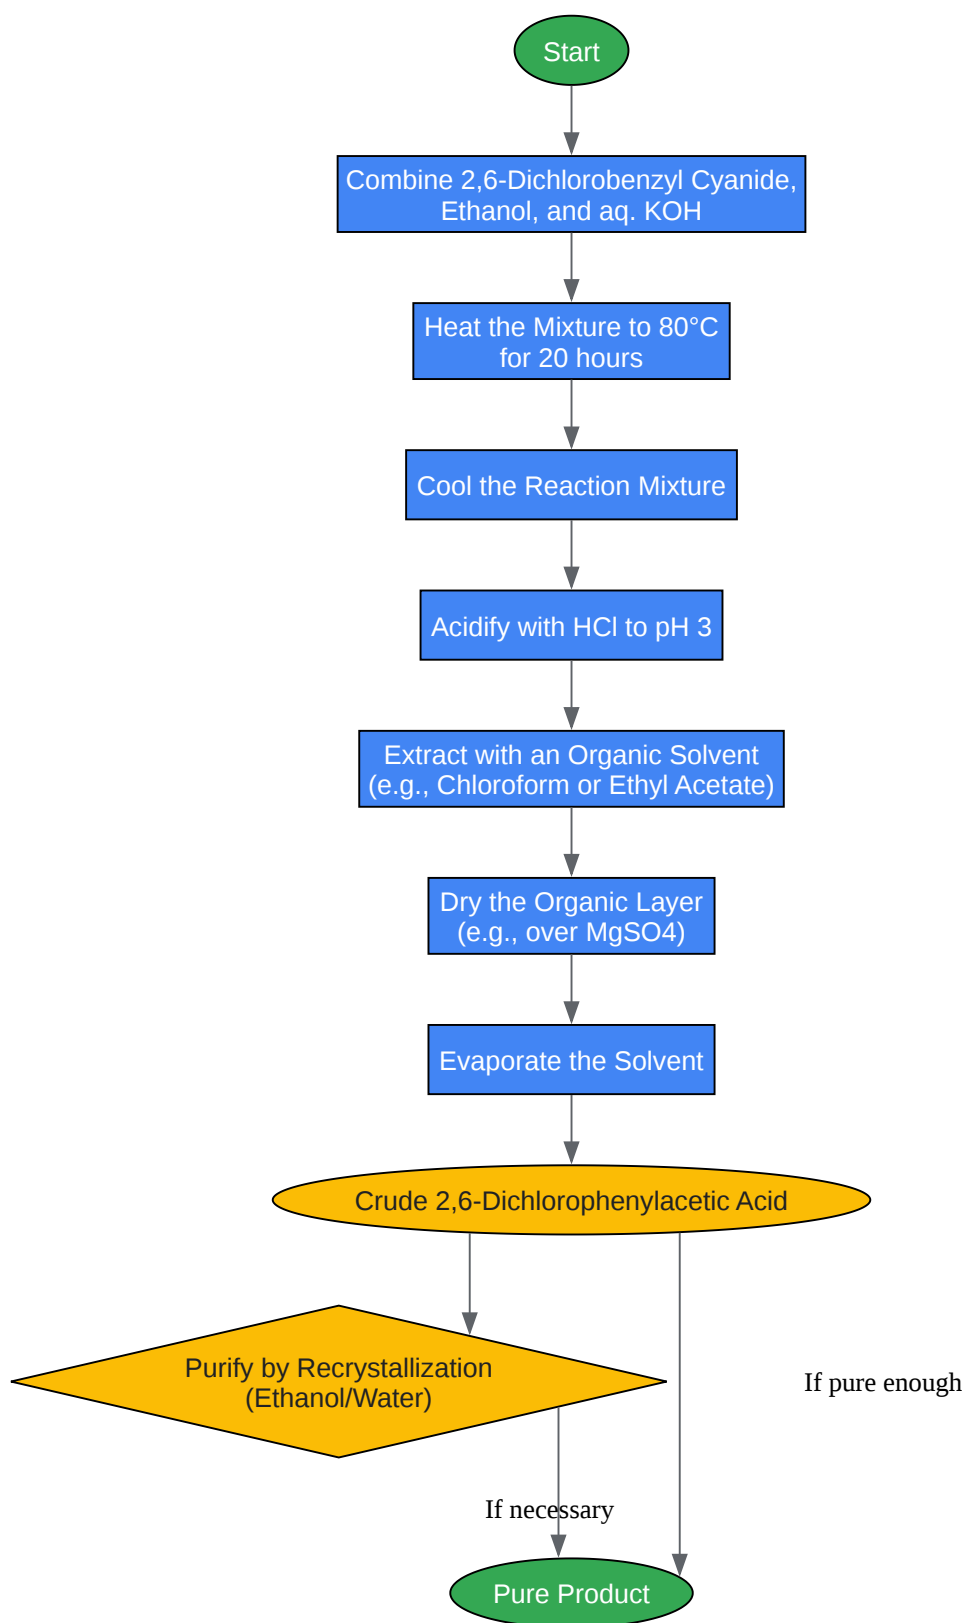 Start
Combine 2,6-Dichlorobenzyl Cyanide,
Ethanol, and aq. KOH
Heat the Mixture to 80°C
for 20 hours
Cool the Reaction Mixture
Acidify with HCl to pH 3
Extract with an Organic Solvent
(e.g., Chloroform or Ethyl Acetate)
Dry the Organic Layer
(e.g., over MgSO4)
Evaporate the Solvent
Crude 2,6-Dichlorophenylacetic Acid
Purify by Recrystallization
(Ethanol/Water)
If pure enough
If necessary
Pure Product